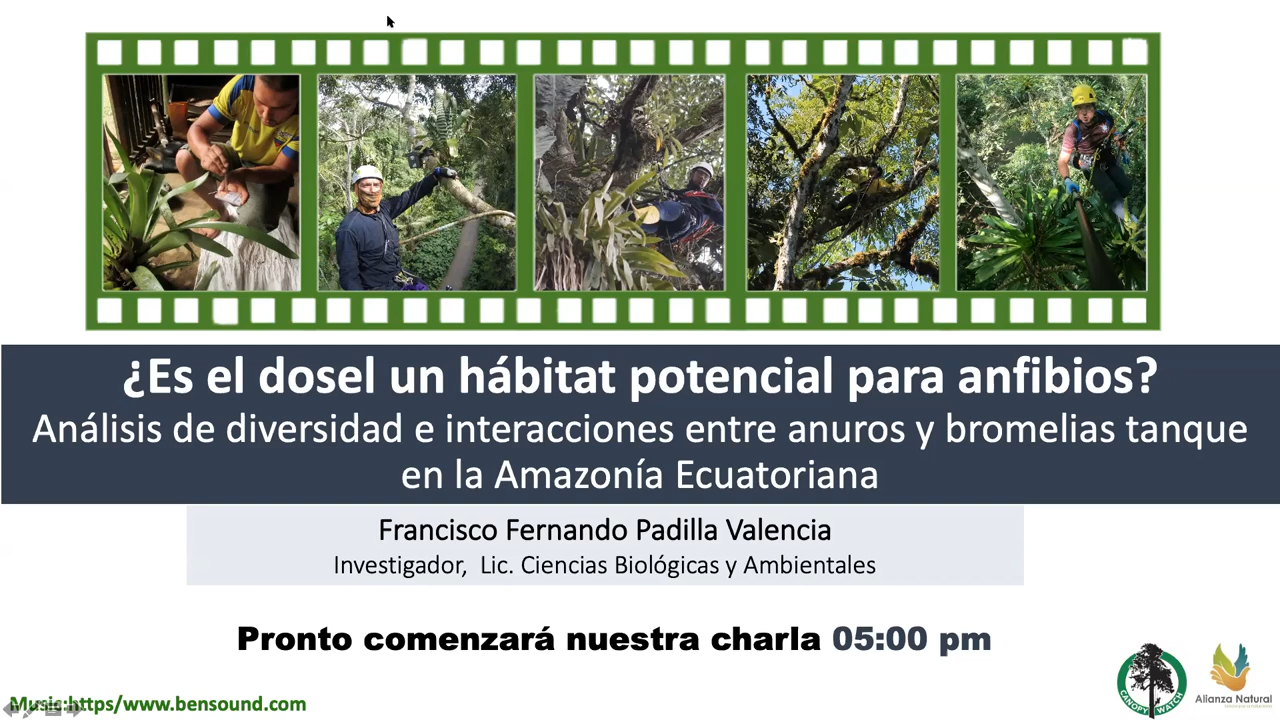 ¿Es el dosel un hábitat potencial para anfibios?
Análisis de diversidad e interacciones entre anuros y bromelias tanque
en la Amazonía Ecuatoriana
Francisco Fernando Padilla Valencia
Investigador, Lic. Ciencias Biológicas y Ambientales
Pronto comenzará nuestra charla 05:00 pm
Music:https/www.bensound.com
CANOPY WATCH
Alianza Natural